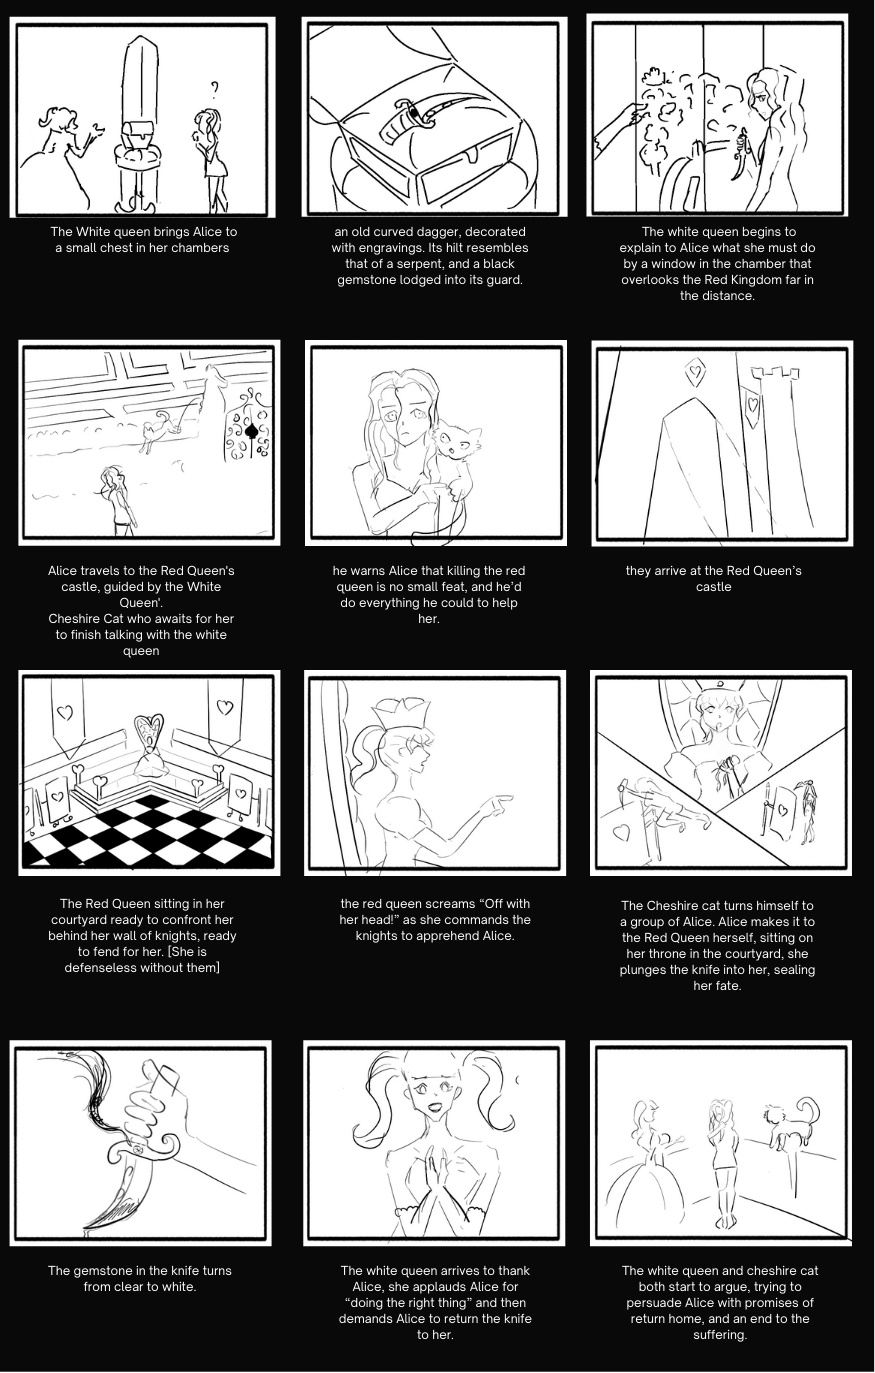 ?
The White queen brings Alice to
a small chest in her chambers
an old curved dagger, decorated
with engravings. Its hilt resembles
that of a serpent, and a black
gemstone lodged into its guard.
The white queen begins to
explain to Alice what she must do
by a window in the chamber that
overlooks the Red Kingdom far in
the distance.
Alice travels to the Red Queen's
castle, guided by the White
Queen'.
Cheshire Cat who awaits for her
to finish talking with the white
queen
he warns Alice that killing the red
queen is no small feat, and he'd
do everything he could to help
her.
they arrive at the Red Queen's
castle
The Red Queen sitting in her
courtyard ready to confront her
behind her wall of knights, ready
to fend for her. [She is
defenseless without them]
the red queen screams “Off with
her head!” as she commands the
knights to apprehend Alice.
The Cheshire cat turns himself to
a group of Alice. Alice makes it to
the Red Queen herself, sitting on
her throne in the courtyard, she
plunges the knife into her, sealing
her fate.
The gemstone in the knife turns
from clear to white.
The white queen arrives to thank
Alice, she applauds Alice for
“doing the right thing” and then
demands Alice to return the knife
to her.
The white queen and cheshire cat
both start to argue, trying to
persuade Alice with promises of
return home, and an end to the
suffering.